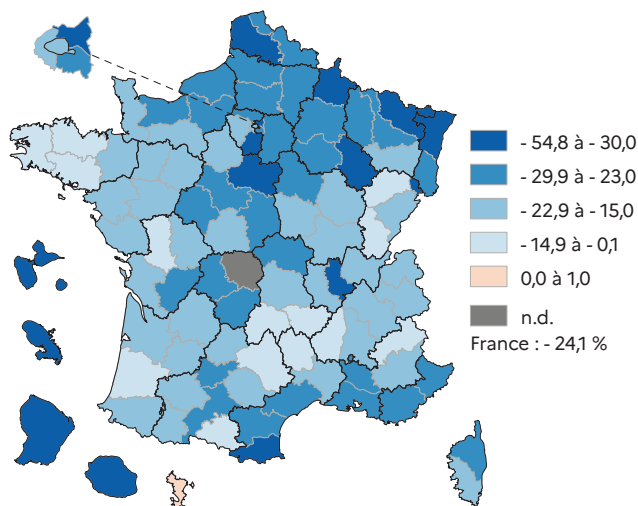 - 54,8 à - 30,0
- 29,9 à - 23,0
- 22,9 à - 15,0
- 14,9 à - 0,1
0,0 à 1,0
n.d.
France : - 24,1 %